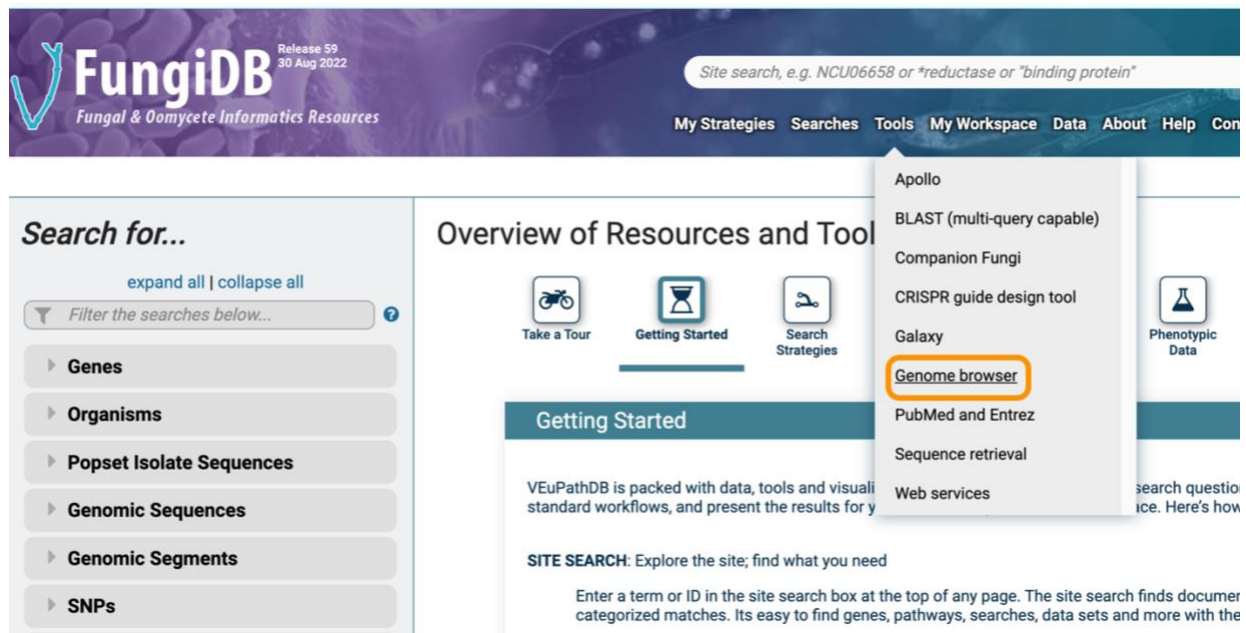 FungiDB
Release 59
30 Aug 2022
Fungal & Oomycete Informatics Resources
Site search, e.g. NCU06658 or *reductase or "binding protein"
My Strategies Searches Tools My Workspace Data About Help Con
Apollo
BLAST (multi-query capable)
Companion Fungi
CRISPR guide design tool
Galaxy
Genome browser
PubMed and Entrez
Sequence retrieval
Web services
Search for...
expand all | collapse all
Filter the searches below...
Genes
Organisms
Popset Isolate Sequences
Genomic Sequences
Genomic Segments
SNPs
Overview of Resources and Tool
Take a Tour
Getting Started
Search
Strategies
Phenotypic
Data
Getting Started
VEuPathDB is packed with data, tools and visuali search question
standard workflows, and present the results for y ce. Here's how
SITE SEARCH: Explore the site; find what you need
Enter a term or ID in the site search box at the top of any page. The site search finds documen
categorized matches. Its easy to find genes, pathways, searches, data sets and more with the